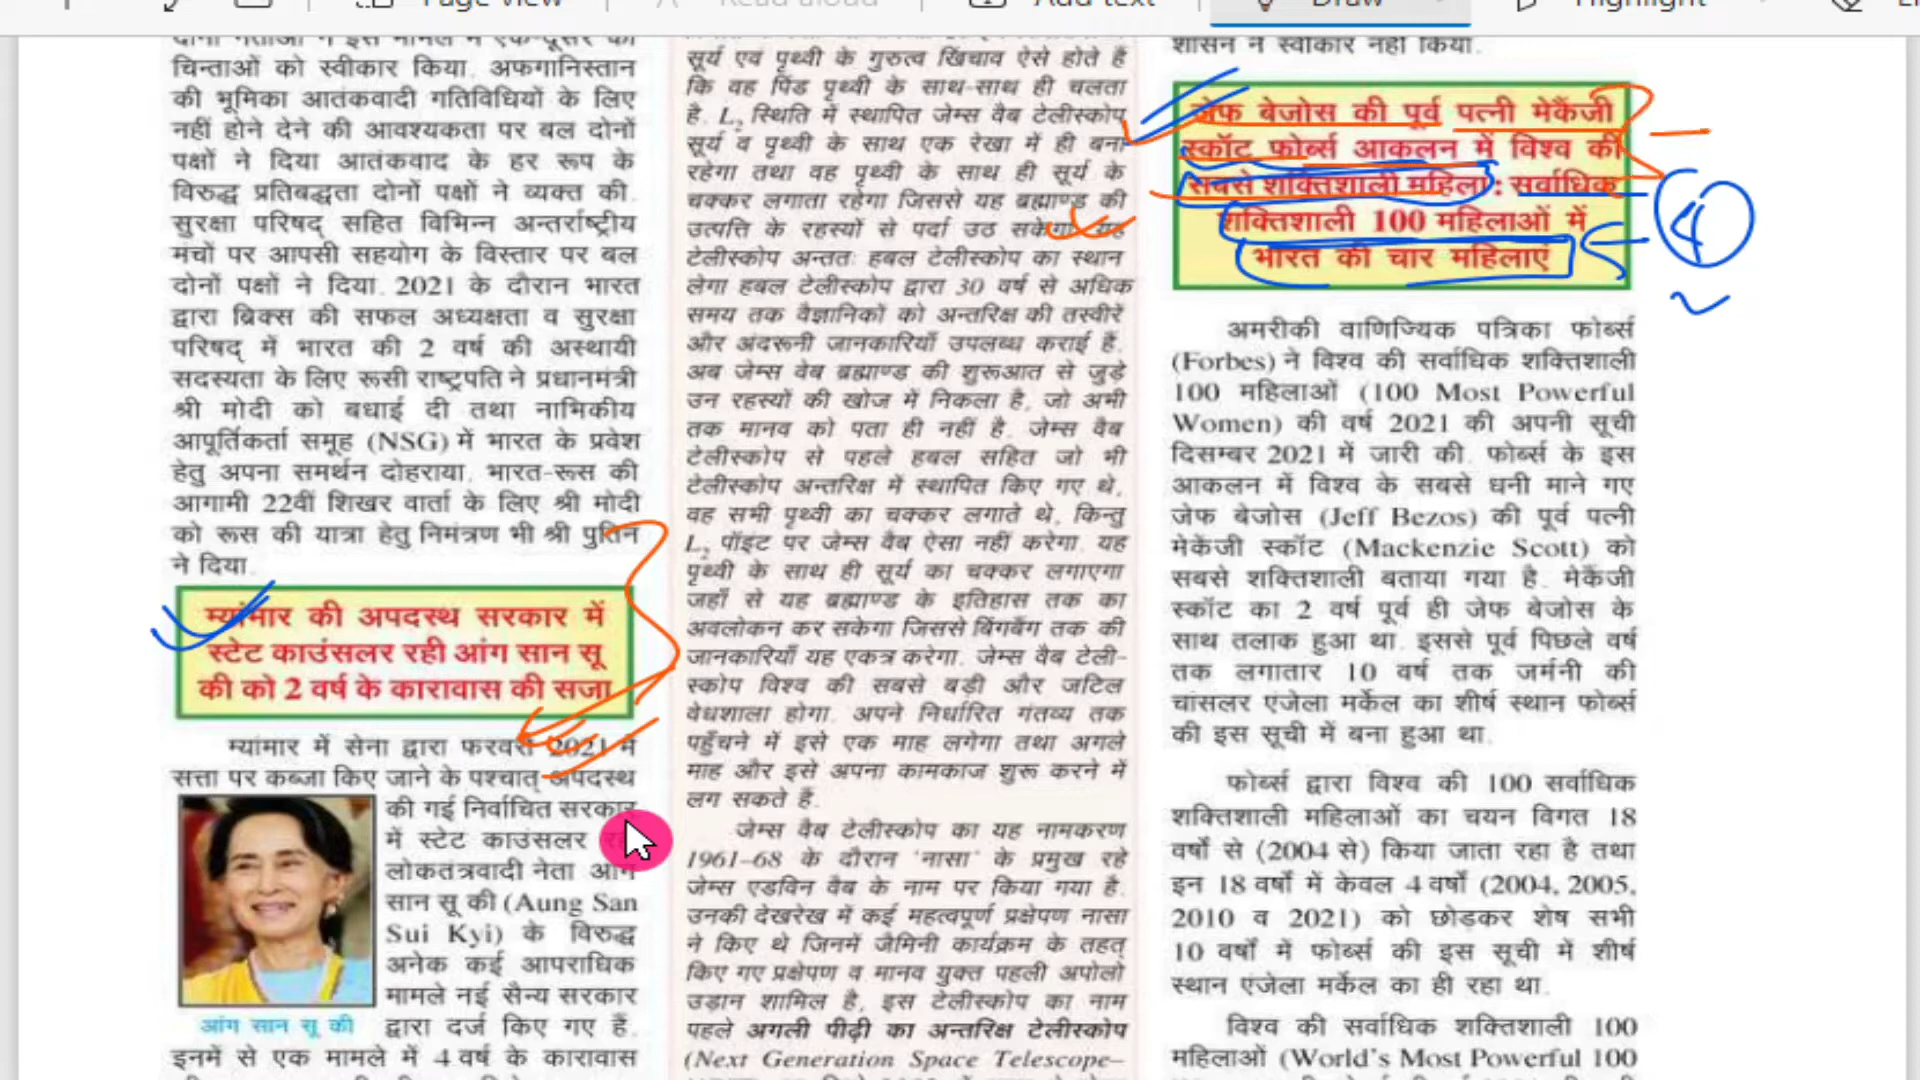 Page view
Read aloud
Add text
Draw
Highlight
दोनों नेताओं ने इस मामले में एक-दूसरे की
चिन्ताओं को स्वीकार किया. अफगानिस्तान
की भूमिका आतंकवादी गतिविधियों के लिए
नहीं होने देने की आवश्यकता पर बल दोनों
पक्षों ने दिया आतंकवाद के हर रूप के
विरुद्ध प्रतिबद्धता दोनों पक्षों ने व्यक्त की.
सुरक्षा परिषद् सहित विभिन्न अन्तर्राष्ट्रीय
मंचों पर आपसी सहयोग के विस्तार पर बल
दोनों पक्षों ने दिया. 2021 के दौरान भारत
द्वारा ब्रिक्स की सफल अध्यक्षता व सुरक्षा
परिषद् में भारत की 2 वर्ष की अस्थायी
सदस्यता के लिए रूसी राष्ट्रपति ने प्रधानमंत्री
श्री मोदी को बधाई दी तथा नाभिकीय
आपूर्तिकर्ता समूह (NSG) में भारत के प्रवेश
हेतु अपना समर्थन दोहराया. भारत-रूस की
आगामी 22वीं शिखर वार्ता के लिए श्री मोदी
को रूस की यात्रा हेतु निमंत्रण भी श्री पुतिन
ने दिया.
म्यांमार की अपदस्थ सरकार में
स्टेट काउंसलर रही आंग सान सू
की को 2 वर्ष के कारावास की सजा
म्यांमार में सेना द्वारा फरवरी 2021 में
सत्ता पर कब्जा किए जाने के पश्चात् अपदस्थ
की गई निर्वाचित सरकार
में स्टेट काउंसलर
लोकतंत्रवादी नेता आंग
सान सू की (Aung San
Sui Kyi) के विरुद्ध
अनेक कई आपराधिक
मामले नई सैन्य सरकार
द्वारा दर्ज किए गए हैं.
आंग सान सू की
इनमें से एक मामले में 4 वर्ष के कारावास
सूर्य एवं पृथ्वी के गुरुत्व खिंचाव ऐसे होते हैं
कि वह पिंड पृथ्वी के साथ-साथ ही चलता
है. L₂ स्थिति में स्थापित जेम्स वैब टेलीस्कोप
सूर्य व पृथ्वी के साथ एक रेखा में ही बना
रहेगा तथा वह पृथ्वी के साथ ही सूर्य के
चक्कर लगाता रहेगा जिससे यह ब्रह्माण्ड की
उत्पत्ति के रहस्यों से पर्दा उठ सकेगा. यह
टेलीस्कोप अन्ततः हबल टेलीस्कोप का स्थान
लेगा हबल टेलीस्कोप द्वारा 30 वर्ष से अधिक
समय तक वैज्ञानिकों को अन्तरिक्ष की तस्वीरें
और अंदरूनी जानकारियाँ उपलब्ध कराई हैं.
अब जेम्स वेब ब्रह्माण्ड की शुरूआत से जुड़े
उन रहस्यों की खोज में निकला है, जो अभी
तक मानव को पता ही नहीं है. जेम्स वैब
टेलीस्कोप से पहले हबल सहित जो भी
टेलीस्कोप अन्तरिक्ष में स्थापित किए गए थे,
वह सभी पृथ्वी का चक्कर लगाते थे, किन्तु
L₂ पॉइंट पर जेम्स वैब ऐसा नहीं करेगा. यह
पृथ्वी के साथ ही सूर्य का चक्कर लगाएगा
जहाँ से यह ब्रह्माण्ड के इतिहास तक का
अवलोकन कर सकेगा जिससे बिंगबैंग तक की
जानकारियाँ यह एकत्र करेगा. जेम्स वैब टेली-
स्कोप विश्व की सबसे बड़ी और जटिल
वेधशाला होगा. अपने निर्धारित गंतव्य तक
पहुँचने में इसे एक माह लगेगा तथा अगले
माह और इसे अपना कामकाज शुरू करने में
लग सकते हैं.
जेम्स वैब टेलीस्कोप का यह नामकरण
1961–68 के दौरान 'नासा' के प्रमुख रहे
जेम्स एडविन वैब के नाम पर किया गया है.
उनकी देखरेख में कई महत्वपूर्ण प्रक्षेपण नासा
ने किए थे जिनमें जैमिनी कार्यक्रम के तहत्
किए गए प्रक्षेपण व मानव युक्त पहली अपोलो
उड़ान शामिल है, इस टेलीस्कोप का नाम
पहले अगली पीढ़ी का अन्तरिक्ष टेलीस्कोप
(Next Generation Space Telescope–
शासन ने स्वीकार नहीं किया.
जेफ बेजोस की पूर्व पत्नी मेकैंजी
स्कॉट फोर्ब्स आकलन में विश्व की
सबसे शक्तिशाली महिला : सर्वाधिक
शक्तिशाली 100 महिलाओं में
भारत की चार महिलाएं
4
अमरीकी वाणिज्यिक पत्रिका फोर्ब्स
(Forbes) ने विश्व की सर्वाधिक शक्तिशाली
100 महिलाओं (100 Most Powerful
Women) की वर्ष 2021 की अपनी सूची
दिसम्बर 2021 में जारी की. फोर्ब्स के इस
आकलन में विश्व के सबसे धनी माने गए
जेफ बेजोस (Jeff Bezos) की पूर्व पत्नी
मेकेंजी स्कॉट (Mackenzie Scott) को
सबसे शक्तिशाली बताया गया है. मेकैंजी
स्कॉट का 2 वर्ष पूर्व ही जेफ बेजोस के
साथ तलाक हुआ था. इससे पूर्व पिछले वर्ष
तक लगातार 10 वर्ष तक जर्मनी की
चांसलर एंजेला मर्केल का शीर्ष स्थान फोर्ब्स
की इस सूची में बना हुआ था.
फोर्ब्स द्वारा विश्व की 100 सर्वाधिक
शक्तिशाली महिलाओं का चयन विगत 18
वर्षों से (2004 से) किया जाता रहा है तथा
इन 18 वर्षों में केवल 4 वर्षों (2004, 2005,
2010 व 2021) को छोड़कर शेष सभी
10 वर्षों में फोर्ब्स की इस सूची में शीर्ष
स्थान एंजेला मर्केल का ही रहा था.
विश्व की सर्वाधिक शक्तिशाली 100
महिलाओं (World's Most Powerful 100